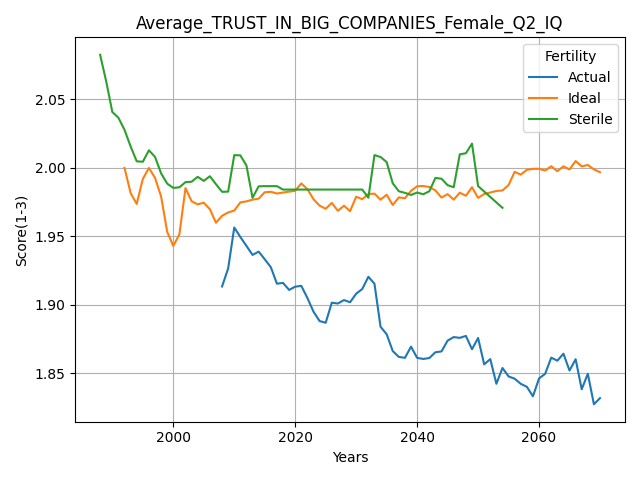 Average_TRUST_IN_BIG_COMPANIES_Female_Q2_IQ
Fertility
Actual
Ideal
Sterile
Score(1-3)
2.05
2.00
1.95
1.90
1.85
2000
2020
2040
2060
Years